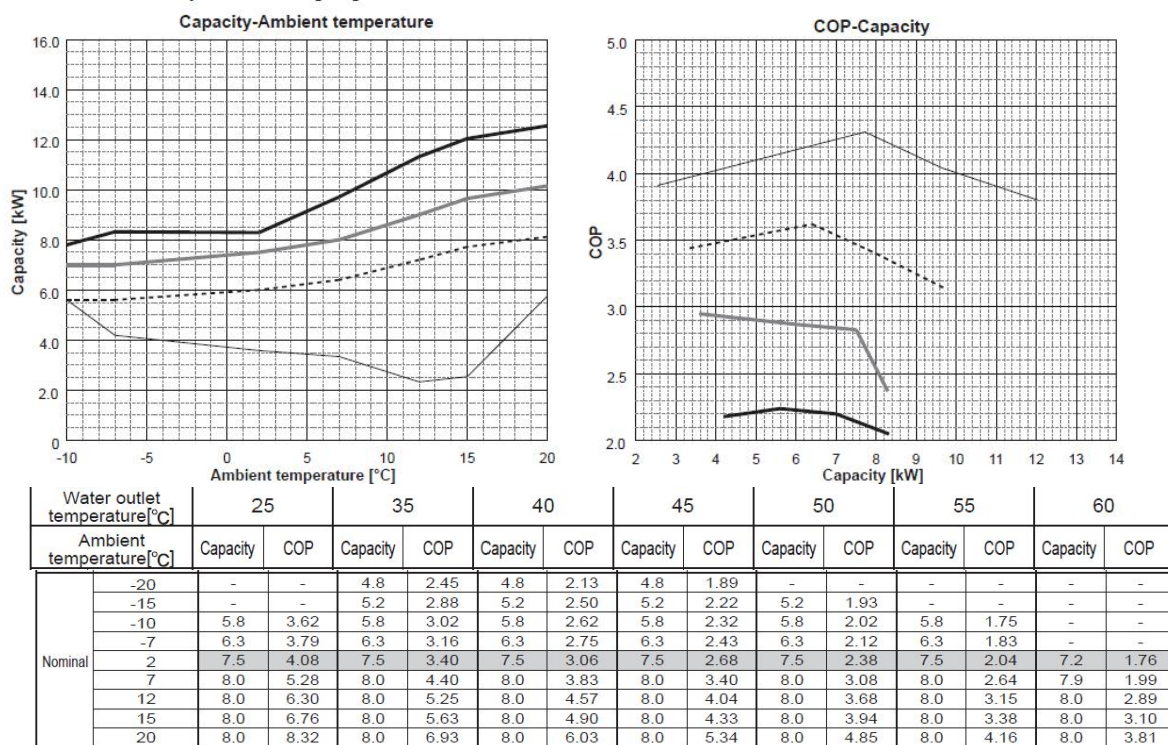 Capacity-Ambient temperature
16.0
14.0
12.0
10.0
8.0
6.0
4.0
2.0
0
Capacity [kW]
-10 -5 0 5 10 15 20
Ambient temperature [°C]
COP-Capacity
5.0
4.5
4.0
3.5
3.0
2.5
2.0
COP
2 3 4 5 6 7 8 9 10 11 12 13 14
Capacity [kW]
Water outlet temperature[°C] 25 35 40 45 50 55 60
Ambient temperature[°C] Capacity COP Capacity COP Capacity COP Capacity COP Capacity COP Capacity COP Capacity COP
Nominal
-20 - - 4.8 2.45 4.8 2.13 4.8 1.89 - - - - - -
-15 - - 5.2 2.88 5.2 2.50 5.2 2.22 5.2 1.93 - - - -
-10 5.8 3.62 5.8 3.02 5.8 2.62 5.8 2.32 5.8 2.02 5.8 1.75 - -
-7 6.3 3.79 6.3 3.16 6.3 2.75 6.3 2.43 6.3 2.12 6.3 1.83 - -
2 7.5 4.08 7.5 3.40 7.5 3.06 7.5 2.68 7.5 2.38 7.5 2.04 7.2 1.76
7 8.0 5.28 8.0 4.40 8.0 3.83 8.0 3.40 8.0 3.08 8.0 2.64 7.9 1.99
12 8.0 6.30 8.0 5.25 8.0 4.57 8.0 4.04 8.0 3.68 8.0 3.15 8.0 2.89
15 8.0 6.76 8.0 5.63 8.0 4.90 8.0 4.33 8.0 3.94 8.0 3.38 8.0 3.10
20 8.0 8.32 8.0 6.93 8.0 6.03 8.0 5.34 8.0 4.85 8.0 4.16 8.0 3.81